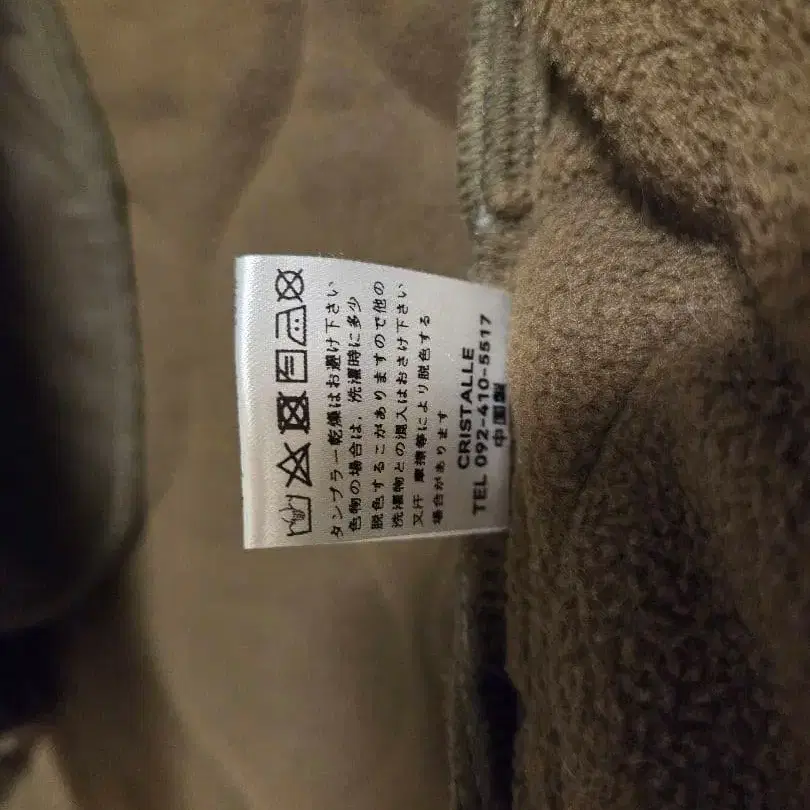 タンブラー乾燥はお避け下さい
色物の場合は、洗濯時に多少
脱色するこがありますので他の
洗濯物との混入はおさけ下さい
又汗 摩擦等により脱色する
場合があります
CRISTALLE
TEL 092-410-5517
中国製